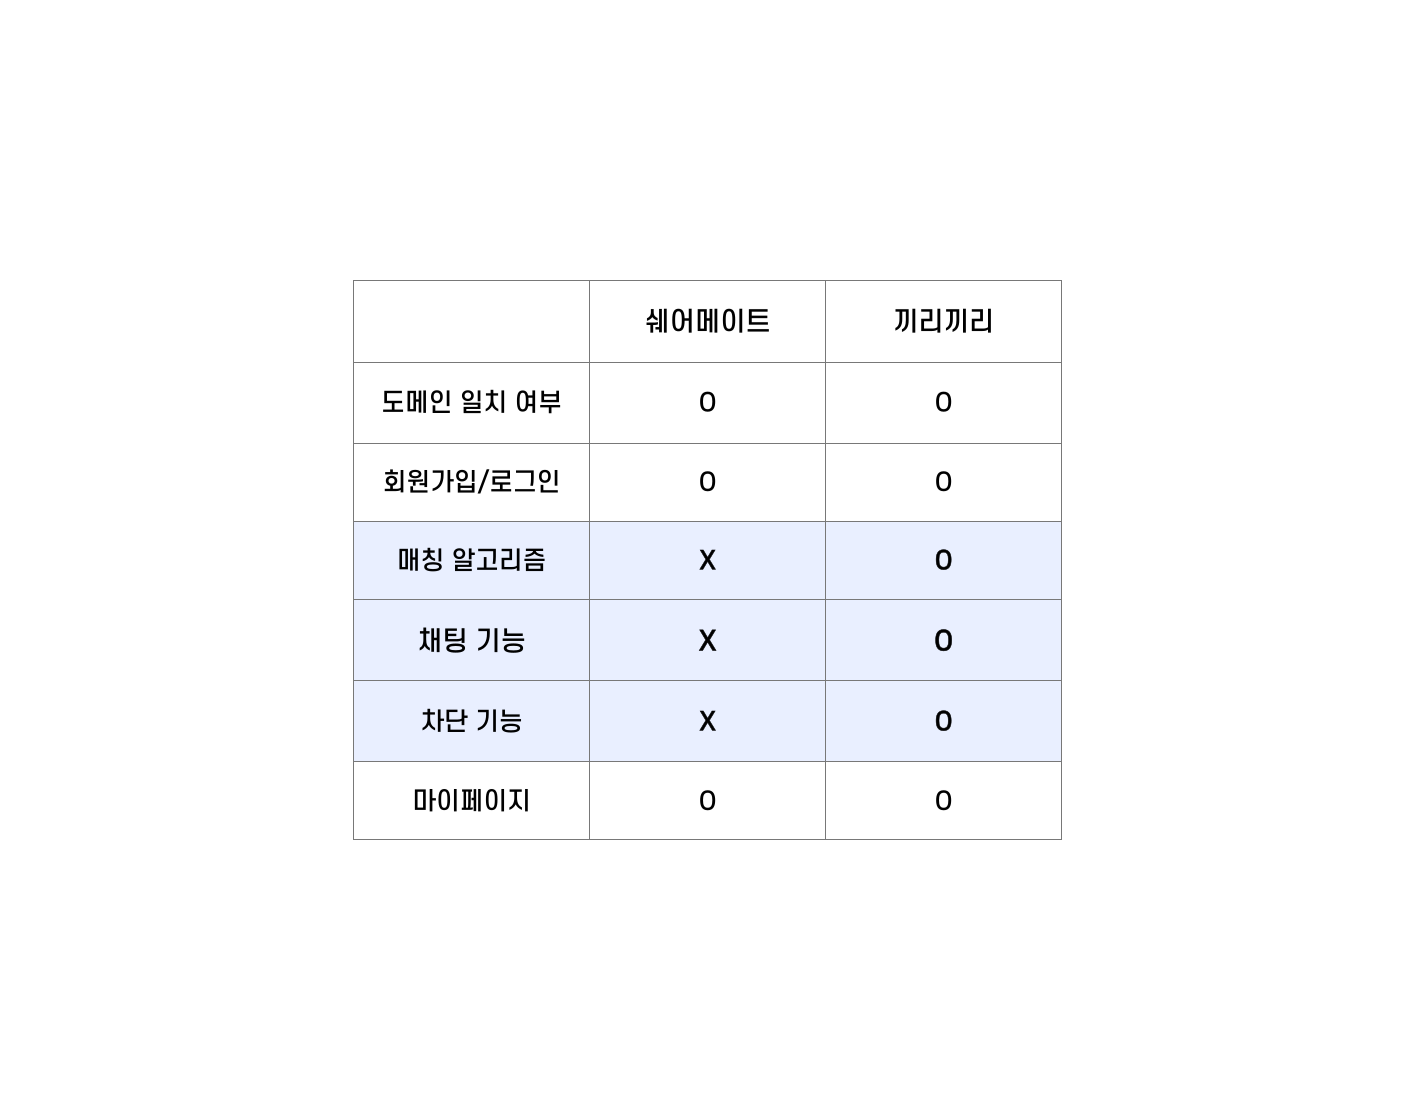 쉐어메이트 끼리끼리
도메인 일치 여부 O O
회원가입/로그인 O O
매칭 알고리즘 X O
채팅 기능 X O
차단 기능 X O
마이페이지 O O